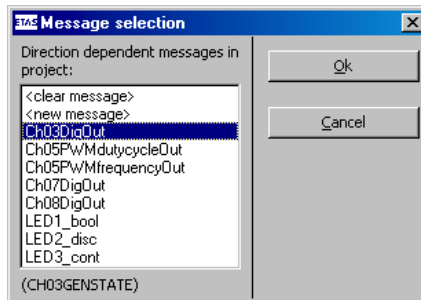 ETAS Message selection
Direction dependent messages in
project:
<clear message>
<new message>
Ch03DigOut
Ch05PWMdutycycleOut
Ch05PWMfrequencyOut
Ch07DigOut
Ch08DigOut
LED1_bool
LED2_disc
LED3_cont
(CH03GENSTATE)
Ok
Cancel